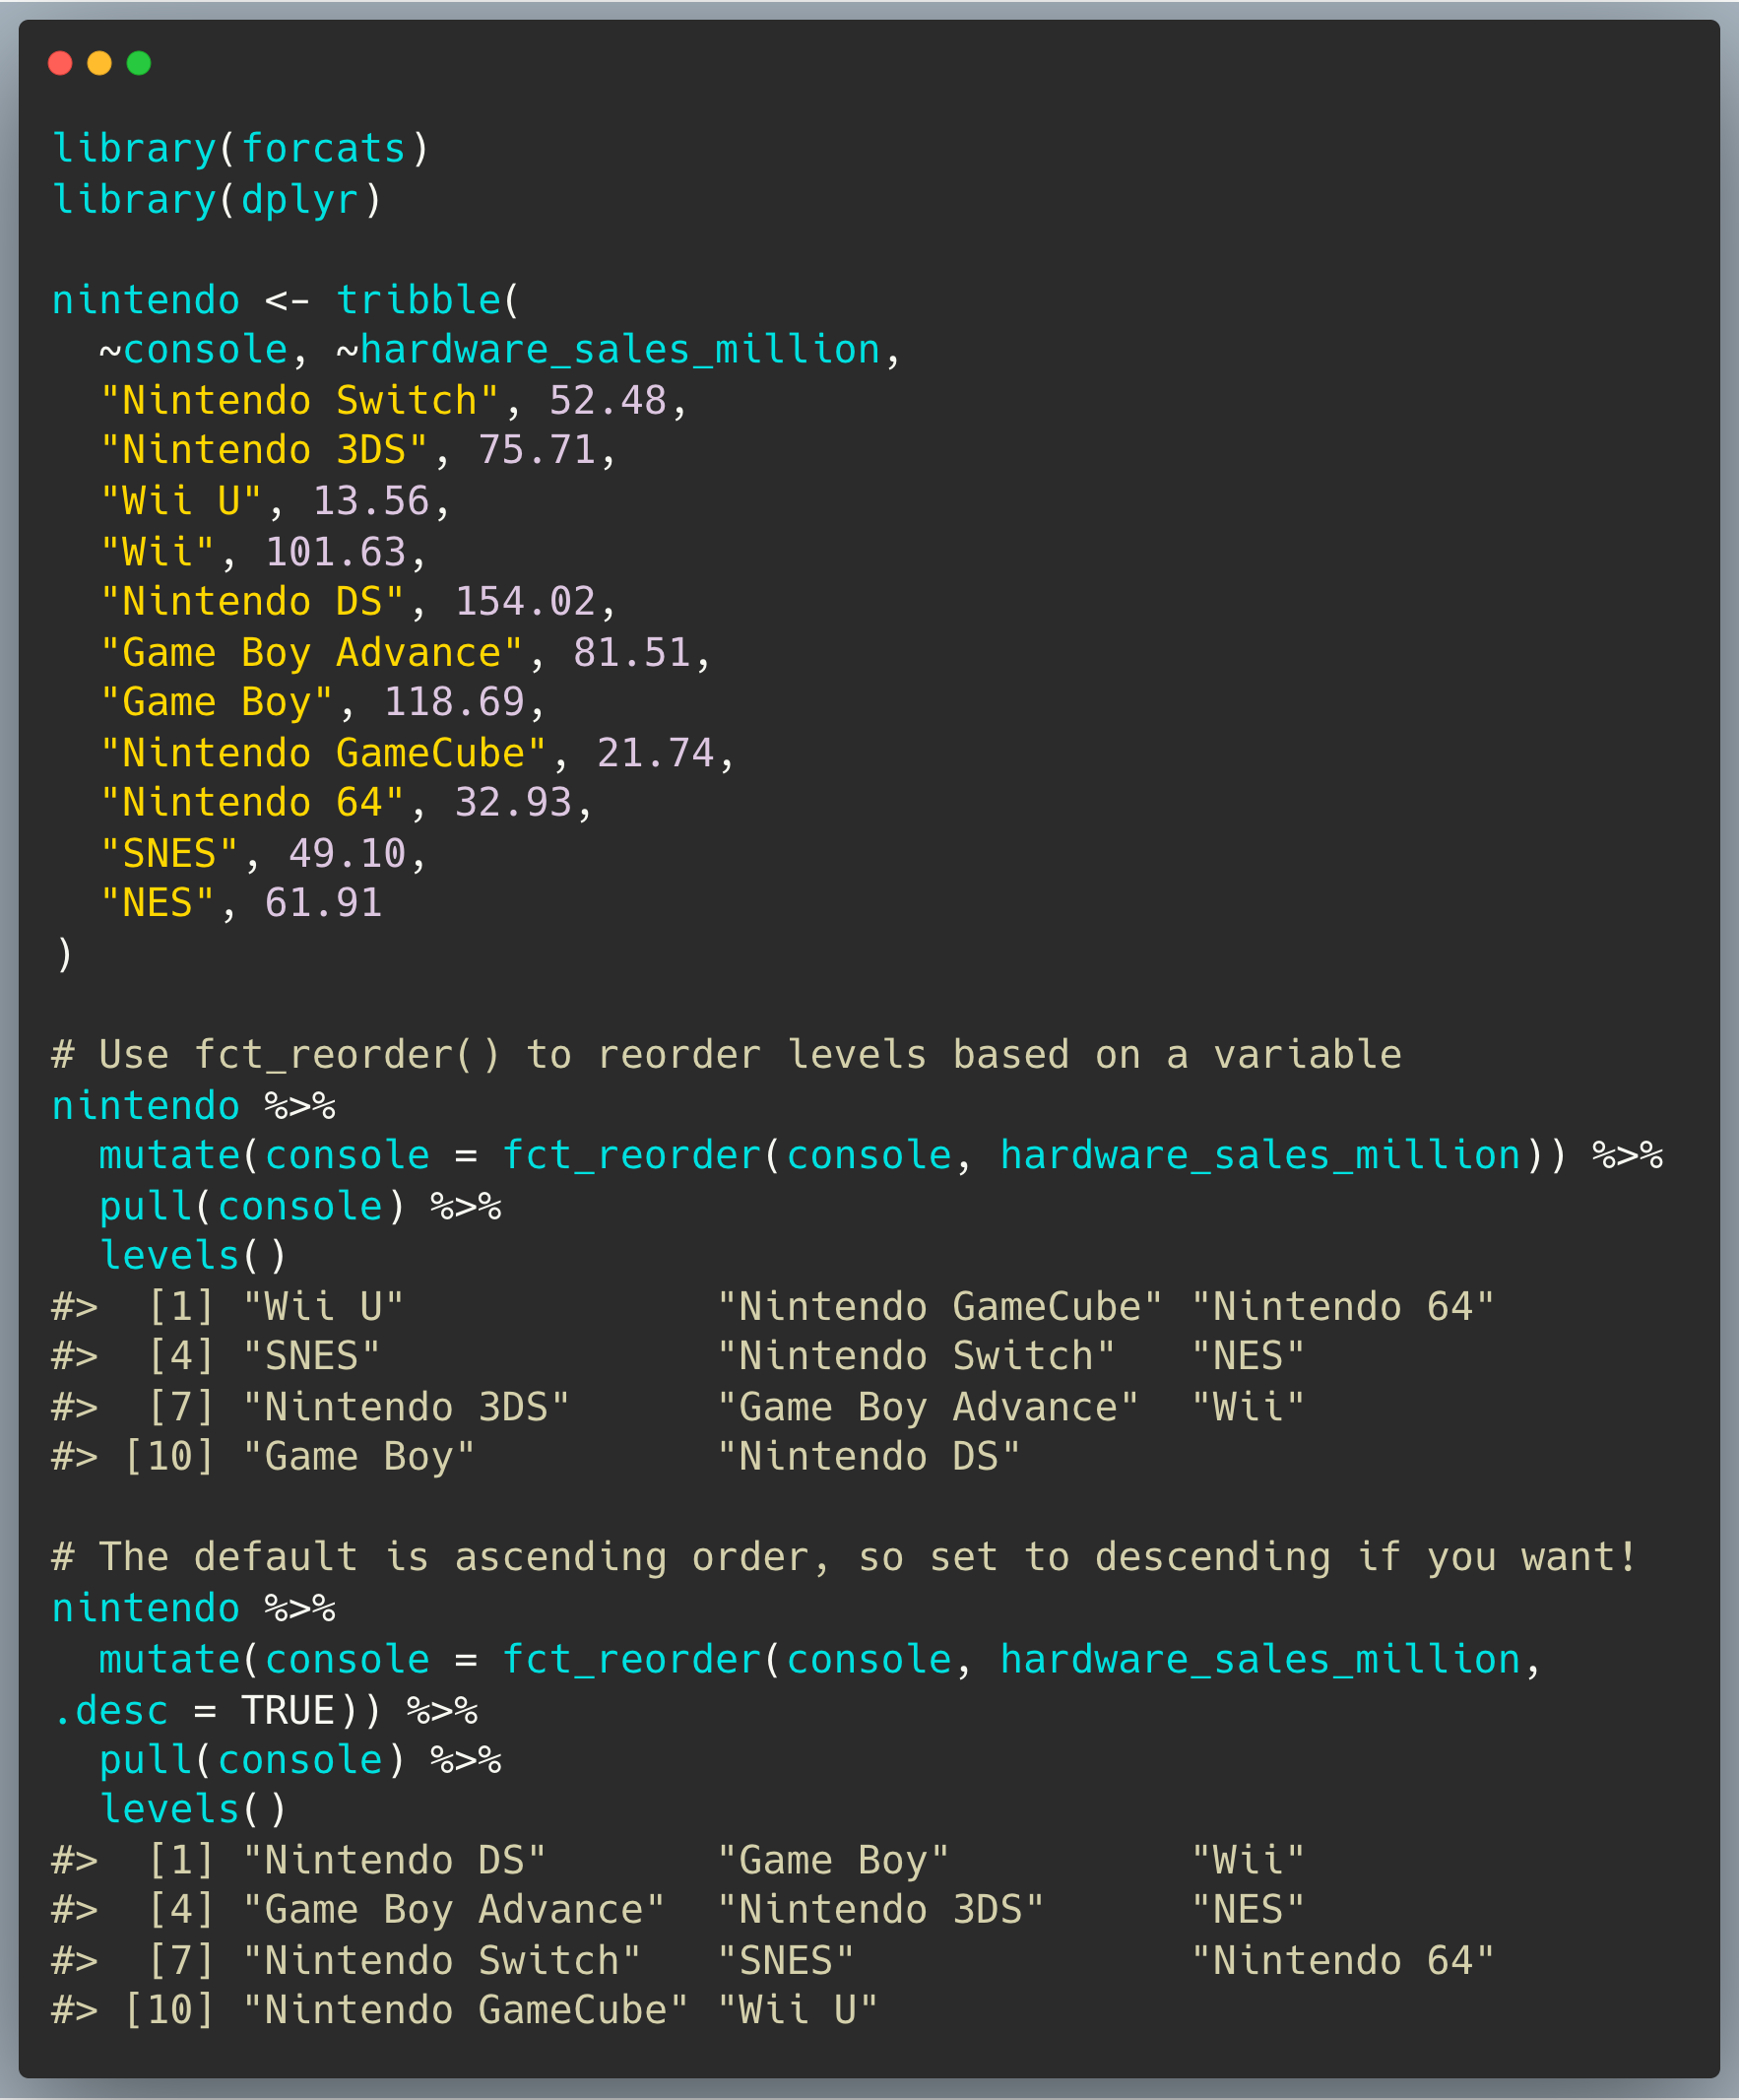 library(forcats)
library(dplyr)

nintendo <- tribble(
  ~console, ~hardware_sales_million,
  "Nintendo Switch", 52.48,
  "Nintendo 3DS", 75.71,
  "Wii U", 13.56,
  "Wii", 101.63,
  "Nintendo DS", 154.02,
  "Game Boy Advance", 81.51,
  "Game Boy", 118.69,
  "Nintendo GameCube", 21.74,
  "Nintendo 64", 32.93,
  "SNES", 49.10,
  "NES", 61.91
)

# Use fct_reorder() to reorder levels based on a variable
nintendo %>%
  mutate(console = fct_reorder(console, hardware_sales_million)) %>%
  pull(console) %>%
  levels()
#>  [1] "Wii U"             "Nintendo GameCube" "Nintendo 64"
#>  [4] "SNES"              "Nintendo Switch"   "NES"
#>  [7] "Nintendo 3DS"      "Game Boy Advance"  "Wii"
#> [10] "Game Boy"          "Nintendo DS"

# The default is ascending order, so set to descending if you want!
nintendo %>%
  mutate(console = fct_reorder(console, hardware_sales_million,
.desc = TRUE)) %>%
  pull(console) %>%
  levels()
#>  [1] "Nintendo DS"       "Game Boy"          "Wii"
#>  [4] "Game Boy Advance"  "Nintendo 3DS"      "NES"
#>  [7] "Nintendo Switch"   "SNES"              "Nintendo 64"
#> [10] "Nintendo GameCube" "Wii U"